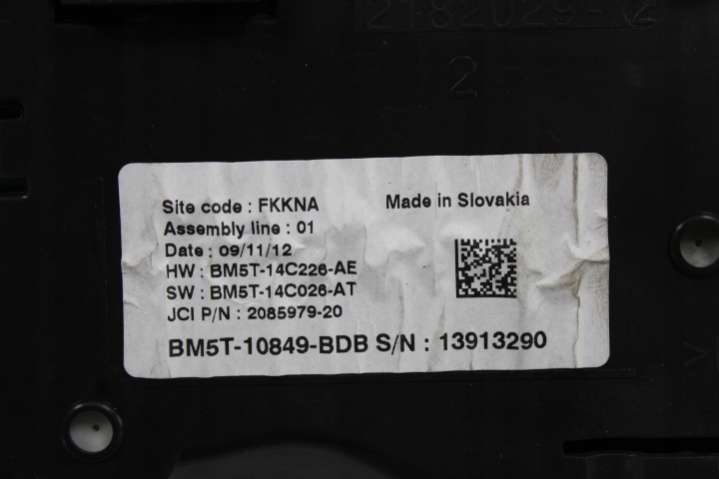 2182029-
2
Site code : FKKNA
Made in Slovakia
Assembly line : 01
Date : 09/11/12
HW : BM5T-14C226-AE
SW : BM5T-14C026-AT
JCI P/N : 2085979-20
BM5T-10849-BDB S/N : 13913290